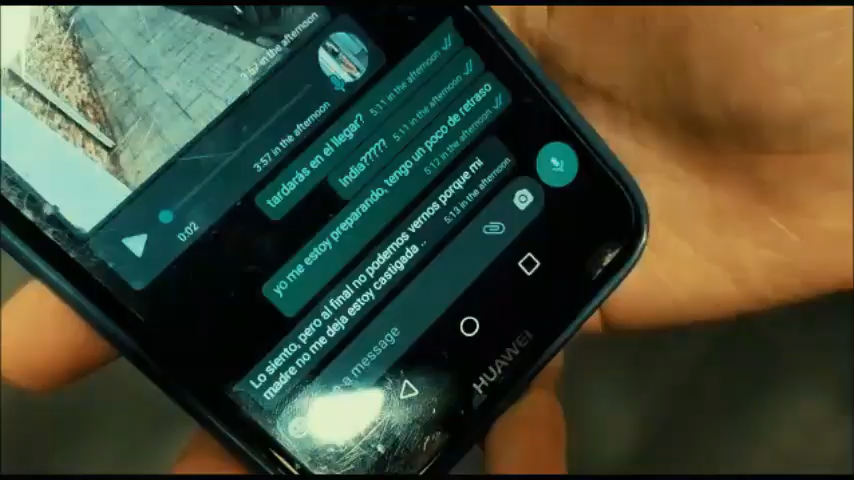 3:57 in the afternoon
0:02
3:57 in the afternoon
tardarás en el llegar? 5:11 in the afternoon
India????? 5:11 in the afternoon
yo me estoy preparando, tengo un poco de retraso
5:12 in the afternoon
Lo siento, pero al final no podemos vernos porque mi
madre no me deja estoy castigada .. 5:13 in the afternoon
a message
HUAWEI